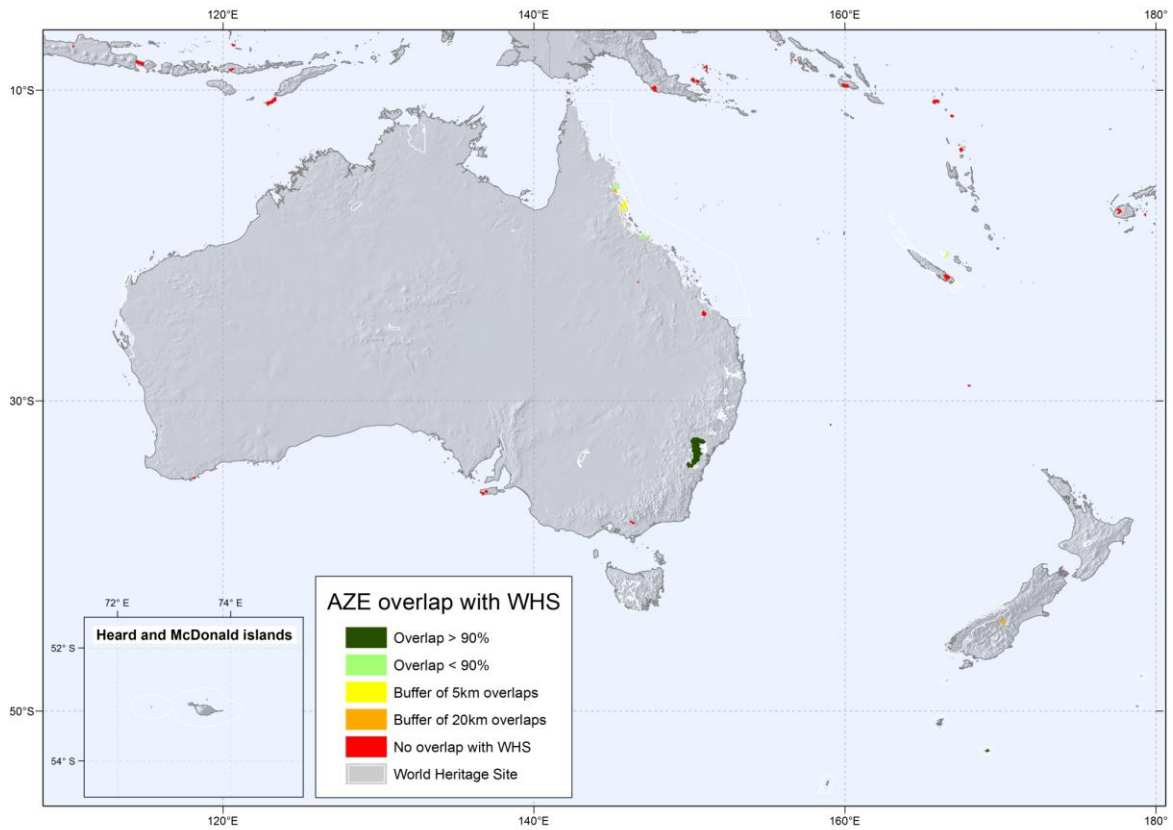 120°E 140°E 160°E 180°
10°S 10°S
30°S 30°S
50°S 50°S
72° E 74° E
Heard and McDonald islands
52° S
54° S
AZE overlap with WHS
Overlap > 90%
Overlap < 90%
Buffer of 5km overlaps
Buffer of 20km overlaps
No overlap with WHS
World Heritage Site
120°E 140°E 160°E 180°